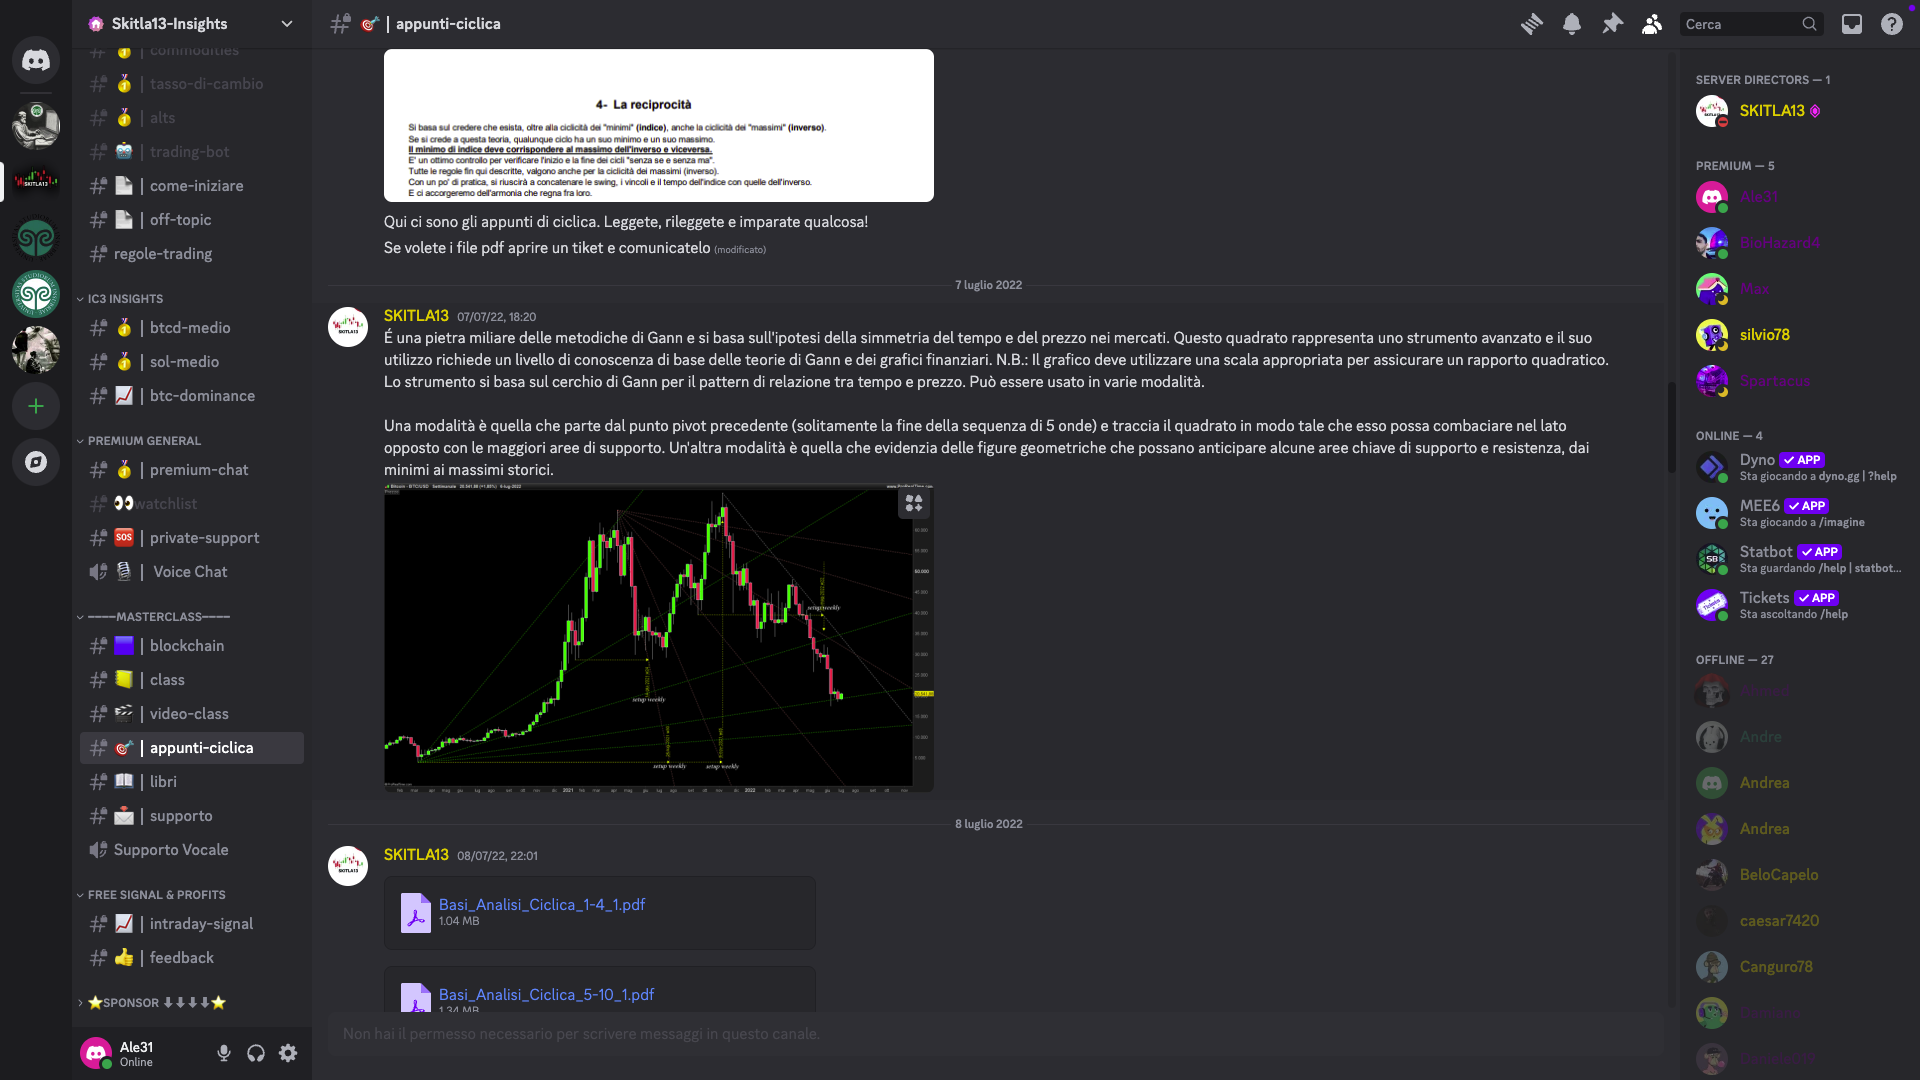 Skitla13-Insights
commodities
tasso-di-cambio
alts
trading-bot
come-iniziare
off-topic
regole-trading
IC3 INSIGHTS
btcd-medio
sol-medio
btc-dominance
PREMIUM GENERAL
premium-chat
watchlist
private-support
Voice Chat
----MASTERCLASS----
blockchain
class
video-class
appunti-ciclica
libri
supporto
Supporto Vocale
FREE SIGNAL & PROFITS
intraday-signal
feedback
⭐SPONSOR ⬇⬇⬇⬇⭐
Ale31
Online
| appunti-ciclica
Cerca
4- La reciprocità
Si basa sul credere che esista, oltre alla ciclicità dei "minimi" (indice), anche la ciclicità dei "massimi" (inverso).
Se si crede a questa teoria, qualunque ciclo ha un suo minimo e un suo massimo.
Il minimo di indice deve corrispondere al massimo dell'inverso e viceversa.
E' un ottimo controllo per verificare l'inizio e la fine dei cicli "senza se e senza ma".
Tutte le regole fin qui descritte, valgono anche per la ciclicità dei massimi (inverso).
Con un po' di pratica, si riuscirà a concatenare le swing, i vincoli e il tempo dell'indice con quelle dell'inverso.
E ci accorgeremo dell'armonia che regna fra loro.
Qui ci sono gli appunti di ciclica. Leggete, rileggete e imparate qualcosa!
Se volete i file pdf aprire un tiket e comunicatelo (modificato)
7 luglio 2022
SKITLA13 07/07/22, 18:20
É una pietra miliare delle metodiche di Gann e si basa sull'ipotesi della simmetria del tempo e del prezzo nei mercati. Questo quadrato rappresenta uno strumento avanzato e il suo
utilizzo richiede un livello di conoscenza di base delle teorie di Gann e dei grafici finanziari. N.B.: Il grafico deve utilizzare una scala appropriata per assicurare un rapporto quadratico.
Lo strumento si basa sul cerchio di Gann per il pattern di relazione tra tempo e prezzo. Può essere usato in varie modalità.
Una modalità è quella che parte dal punto pivot precedente (solitamente la fine della sequenza di 5 onde) e traccia il quadrato in modo tale che esso possa combaciare nel lato
opposto con le maggiori aree di supporto. Un'altra modalità è quella che evidenzia delle figure geometriche che possano anticipare alcune aree chiave di supporto e resistenza, dai
minimi ai massimi storici.
setup weekly
setup weekly
setup weekly
setup weekly
2021
2022
8 luglio 2022
SKITLA13 08/07/22, 22:01
Basi_Analisi_Ciclica_1-4_1.pdf
1.04 MB
Basi_Analisi_Ciclica_5-10_1.pdf
1.34 MB
Non hai il permesso necessario per scrivere messaggi in questo canale.
SERVER DIRECTORS — 1
SKITLA13
PREMIUM — 5
Ale31
BioHazard4
Max
silvio78
Spartacus
ONLINE — 4
Dyno ✓ APP
Sta giocando a dyno.gg | ?help
MEE6 ✓ APP
Sta giocando a /imagine
Statbot ✓ APP
Sta guardando /help | statbot...
Tickets ✓ APP
Sta ascoltando /help
OFFLINE — 27
Andre
Andrea
Andrea
BeloCapelo
caesar7420
Canguro78